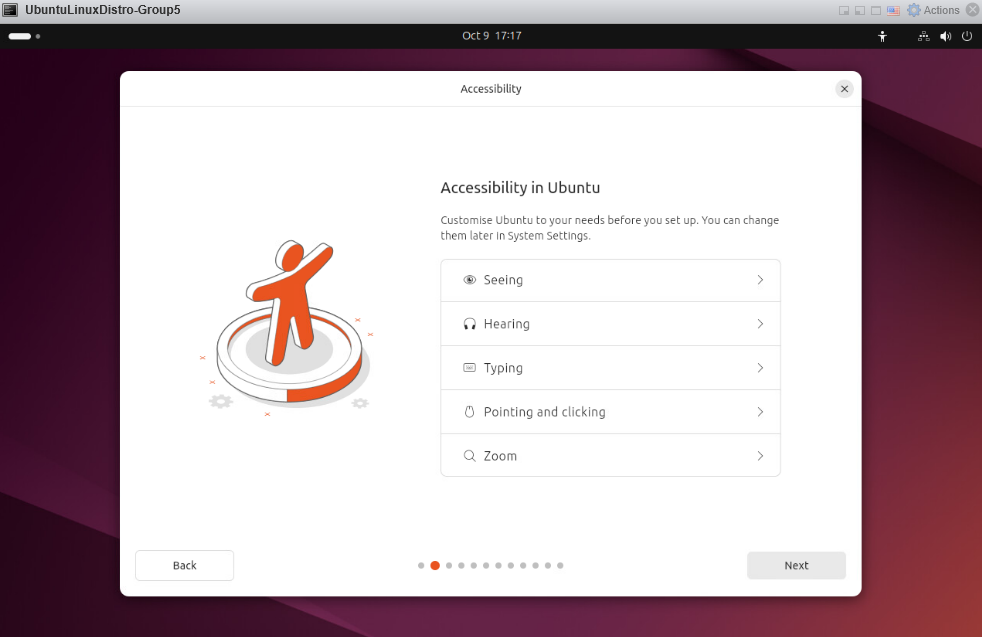 UbuntuLinuxDistro-Group5
Actions
Oct 9 17:17
Accessibility
Accessibility in Ubuntu
Customise Ubuntu to your needs before you set up. You can change
them later in System Settings.
Seeing
Hearing
Typing
Pointing and clicking
Zoom
Back
Next